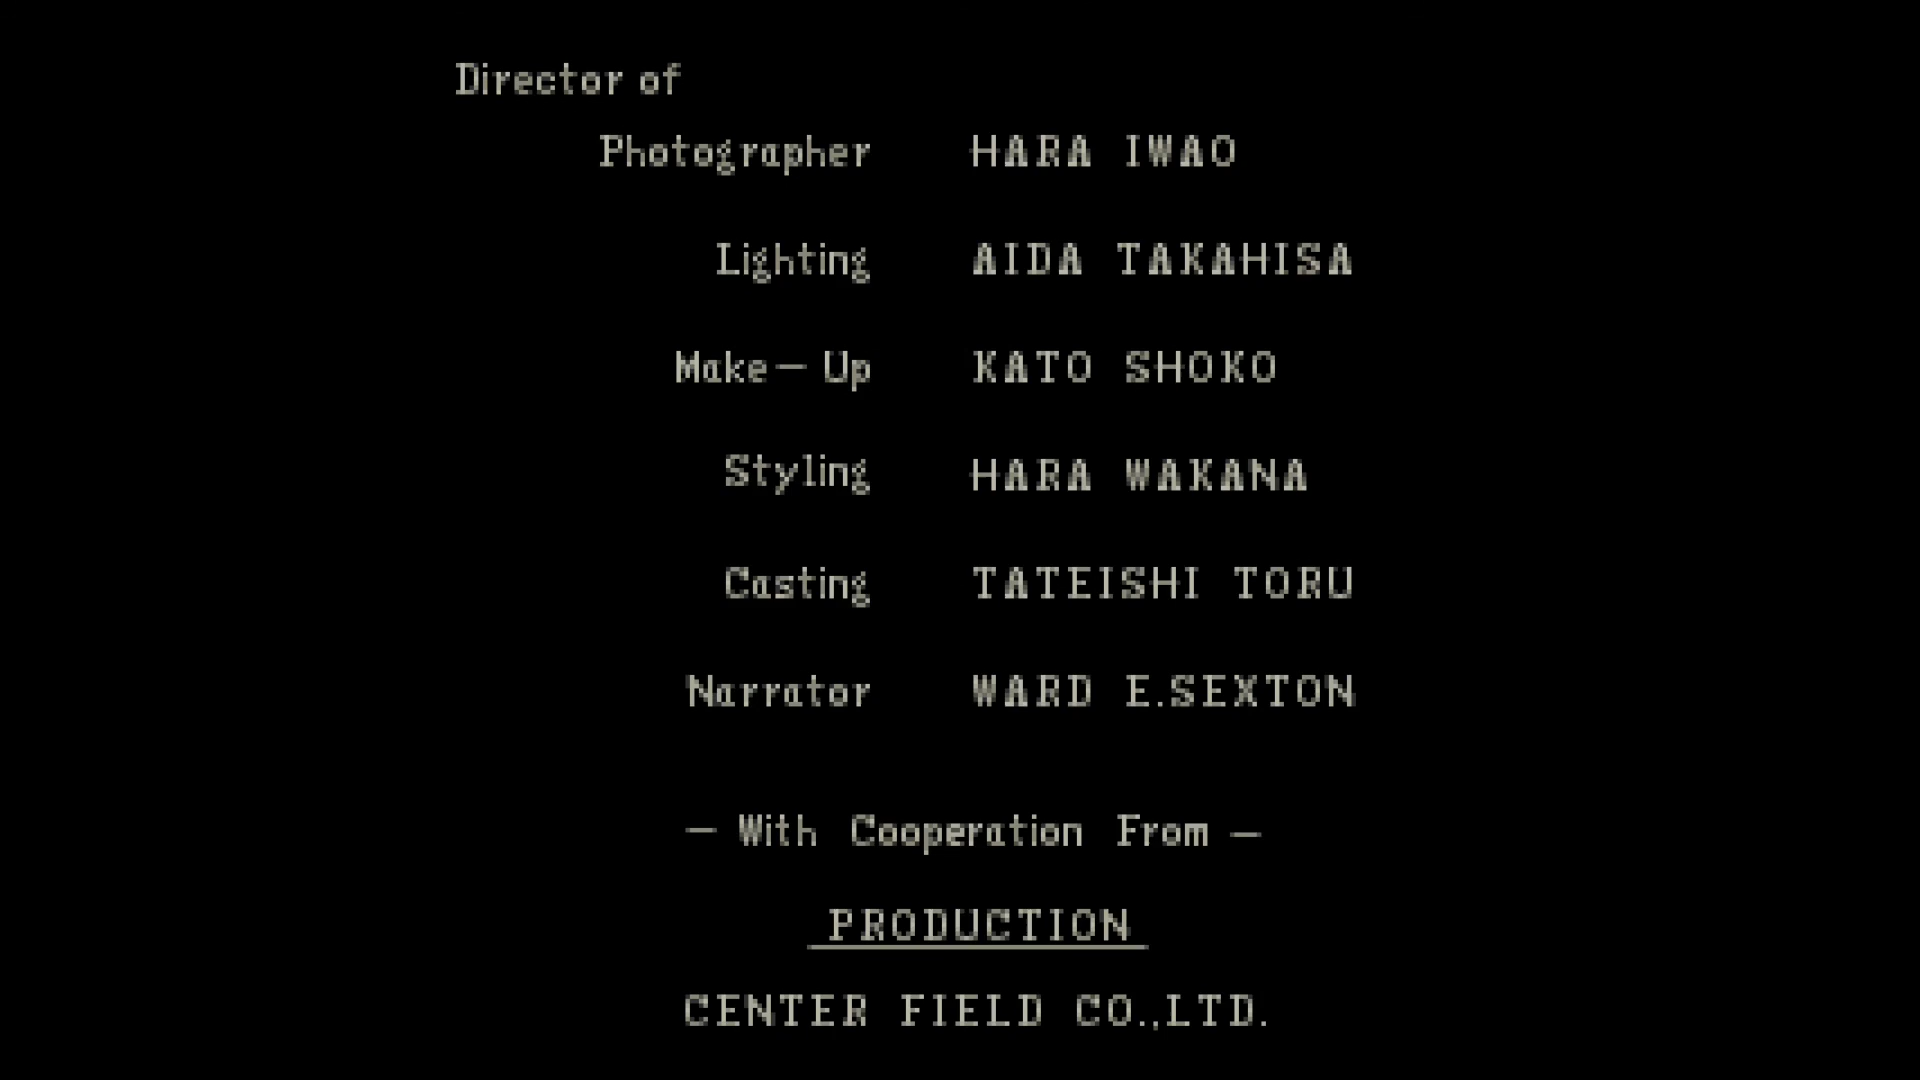 Director of
Photographer HARA IWAO
Lighting AIDA TAKAHISA
Make— Up KATO SHOKO
Styling HARA WAKANA
Casting TATEISHI TORU
Narrator WARD E.SEXTON
— With Cooperation From —
PRODUCTION
CENTER FIELD CO.,LTD.